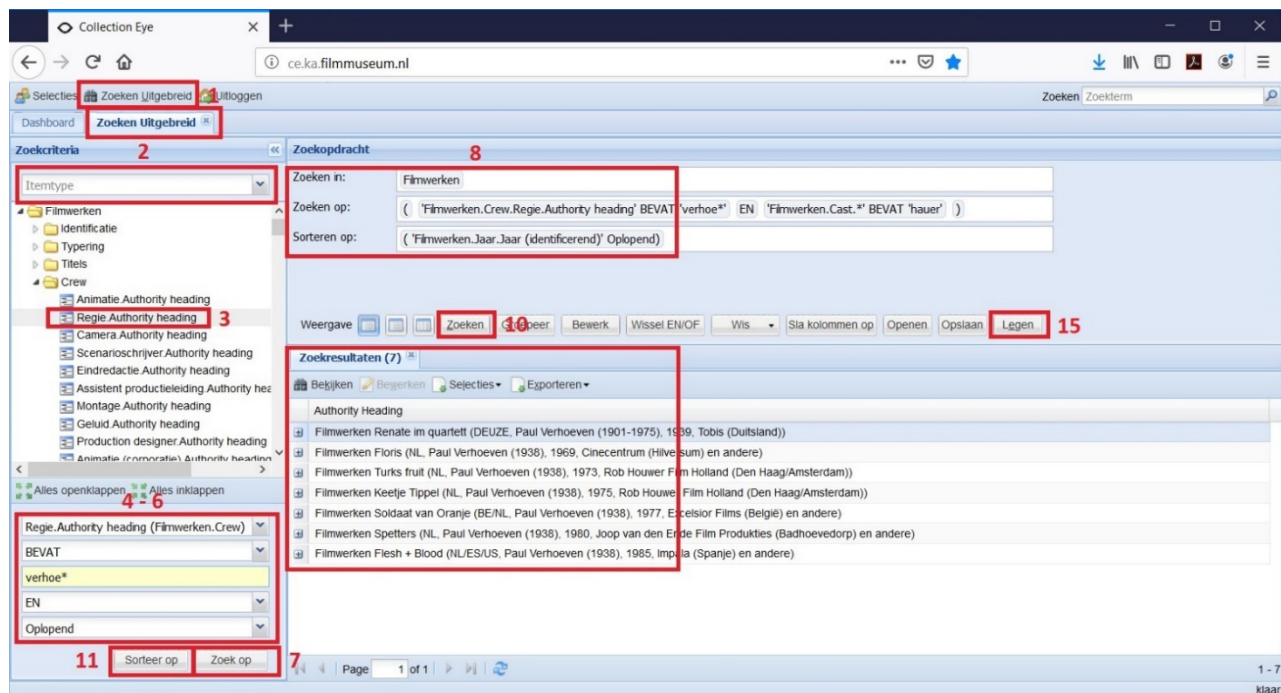 Collection Eye
ce.ka.filmmuseum.nl
Selecties Zoeken Uitgebreid 1 Uitloggen Zoeken Zoekterm
Dashboard Zoeken Uitgebreid
Zoekcriteria 2
Itemtype
Filmwerken
Identificatie
Typering
Titels
Crew
Animatie.Authority heading
Regie.Authority heading 3
Camera.Authority heading
Scenarioschrijver.Authority heading
Eindredactie.Authority heading
Assistent productieleiding.Authority hea
Montage.Authority heading
Geluid.Authority heading
Production designer.Authority heading
Animatie (corporatie).Authority heading
Alles openklappen Alles inklappen
4 - 6
Regie.Authority heading (Filmwerken.Crew)
BEVAT
verhoe*
EN
Oplopend
11 Sorteer op Zoek op 7
Zoekopdracht 8
Zoeken in: Filmwerken
Zoeken op: ( 'Filmwerken.Crew.Regie.Authority heading' BEVAT 'verhoe*' EN 'Filmwerken.Cast.*' BEVAT 'hauer' )
Sorteren op: ( 'Filmwerken.Jaar.Jaar (identificerend)' Oplopend)
Weergave Zoeken 10 Groepeer Bewerk Wissel EN/OF Wis Sla kolommen op Openen Opslaan Legen 15
Zoekresultaten (7)
Bekijken Bewerken Selecties Exporteren
Authority Heading
Filmwerken Renate im quartett (DEUZE, Paul Verhoeven (1901-1975), 1939, Tobis (Duitsland))
Filmwerken Floris (NL, Paul Verhoeven (1938), 1969, Cinecentrum (Hilversum) en andere)
Filmwerken Turks fruit (NL, Paul Verhoeven (1938), 1973, Rob Houwer Film Holland (Den Haag/Amsterdam))
Filmwerken Keetje Tippel (NL, Paul Verhoeven (1938), 1975, Rob Houwer Film Holland (Den Haag/Amsterdam))
Filmwerken Soldaat van Oranje (BE/NL, Paul Verhoeven (1938), 1977, Excelsior Films (België) en andere)
Filmwerken Spetters (NL, Paul Verhoeven (1938), 1980, Joop van den Ende Film Produkties (Badhoevedorp) en andere)
Filmwerken Flesh + Blood (NL/ES/US, Paul Verhoeven (1938), 1985, Impala (Spanje) en andere)
Page 1 of 1 1 - 7
klaar